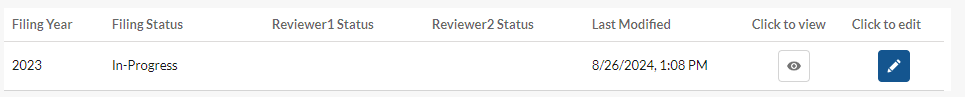 Filing Year Filing Status Reviewer1 Status Reviewer2 Status Last Modified Click to view Click to edit
2023 In-Progress 8/26/2024, 1:08 PM